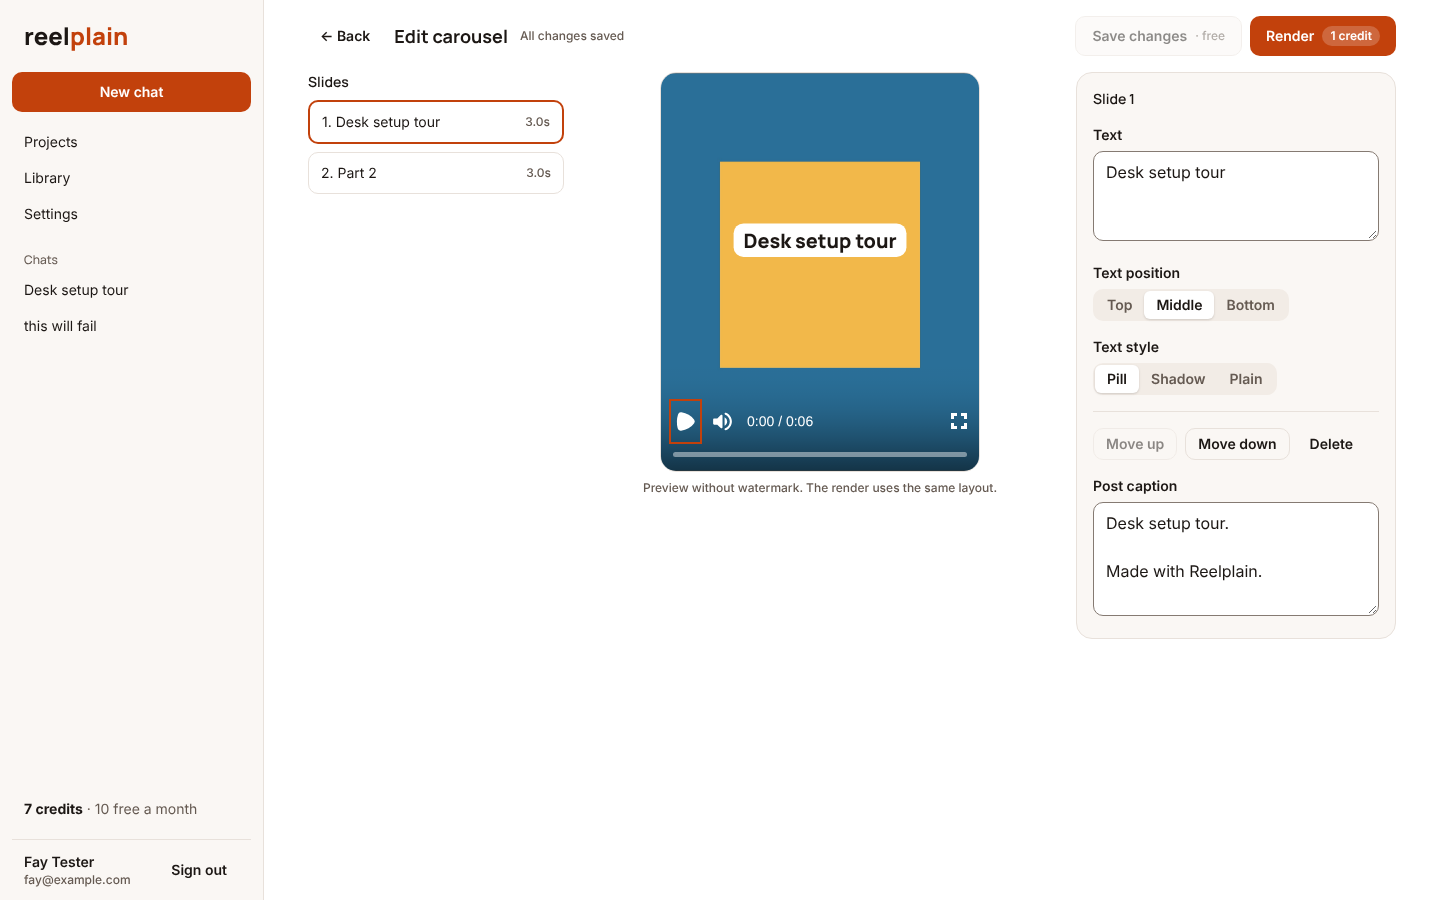 reelplain
New chat
Projects
Library
Settings
Chats
Desk setup tour
this will fail
7 credits · 10 free a month
Fay Tester
fay@example.com
Sign out
← Back
Edit carousel
All changes saved
Save changes · free
Render 1 credit
Slides
1. Desk setup tour 3.0s
2. Part 2 3.0s
Desk setup tour
0:00 / 0:06
Preview without watermark. The render uses the same layout.
Slide 1
Text
Desk setup tour
Text position
Top Middle Bottom
Text style
Pill Shadow Plain
Move up Move down Delete
Post caption
Desk setup tour.
Made with Reelplain.